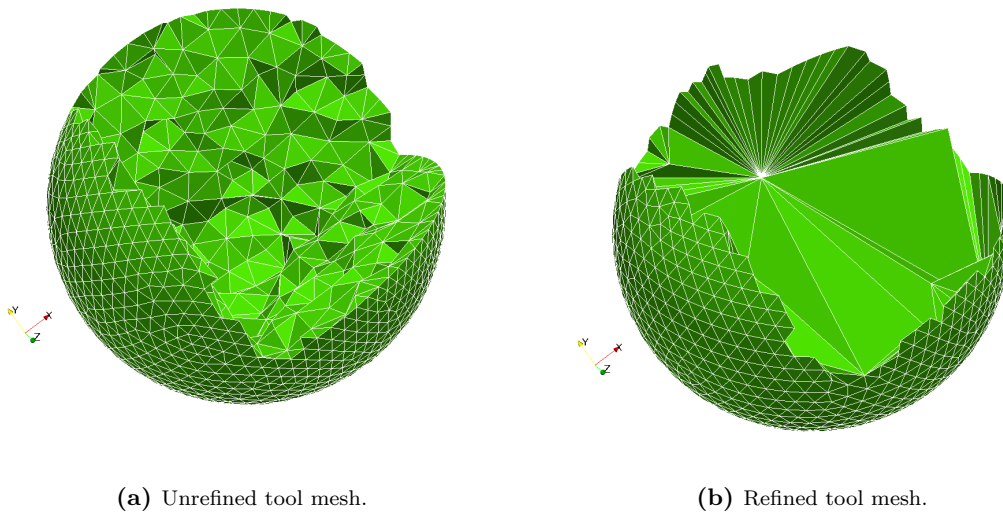 Y X
Z
Y X
Z
(a) Unrefined tool mesh.
(b) Refined tool mesh.